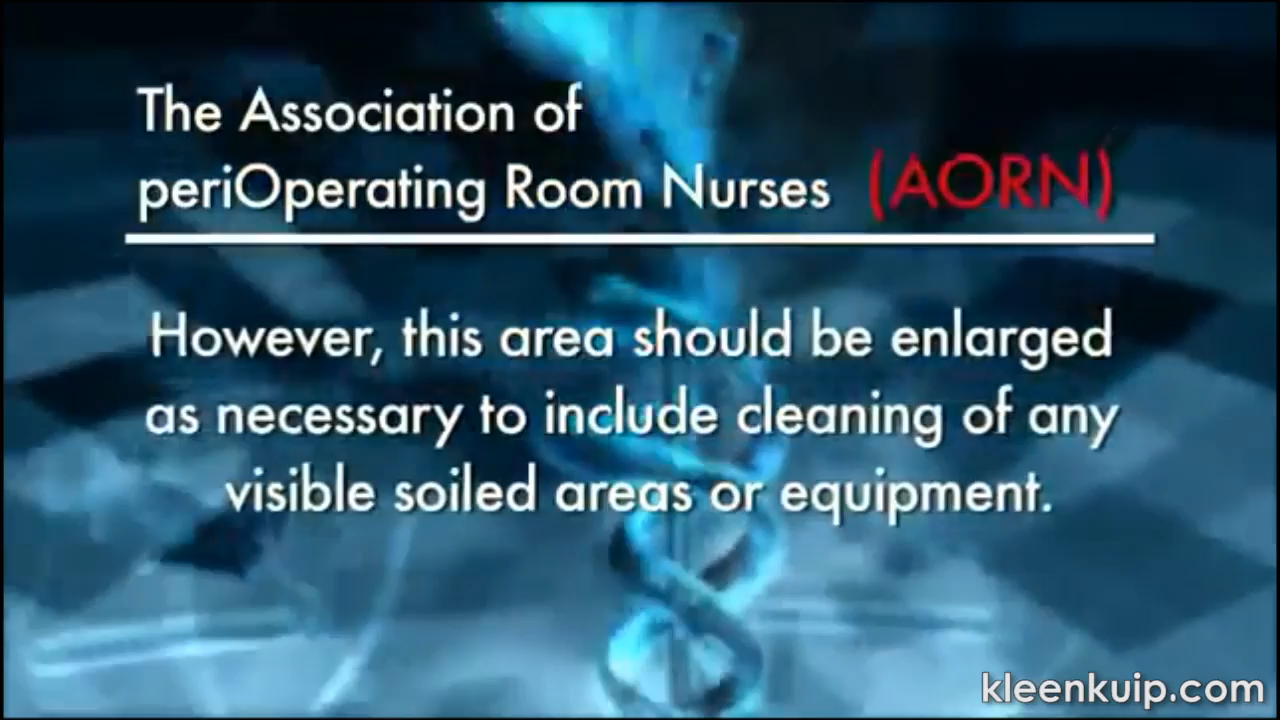 The Association of
periOperating Room Nurses (AORN)
However, this area should be enlarged
as necessary to include cleaning of any
visible soiled areas or equipment.
kleenkuip.com